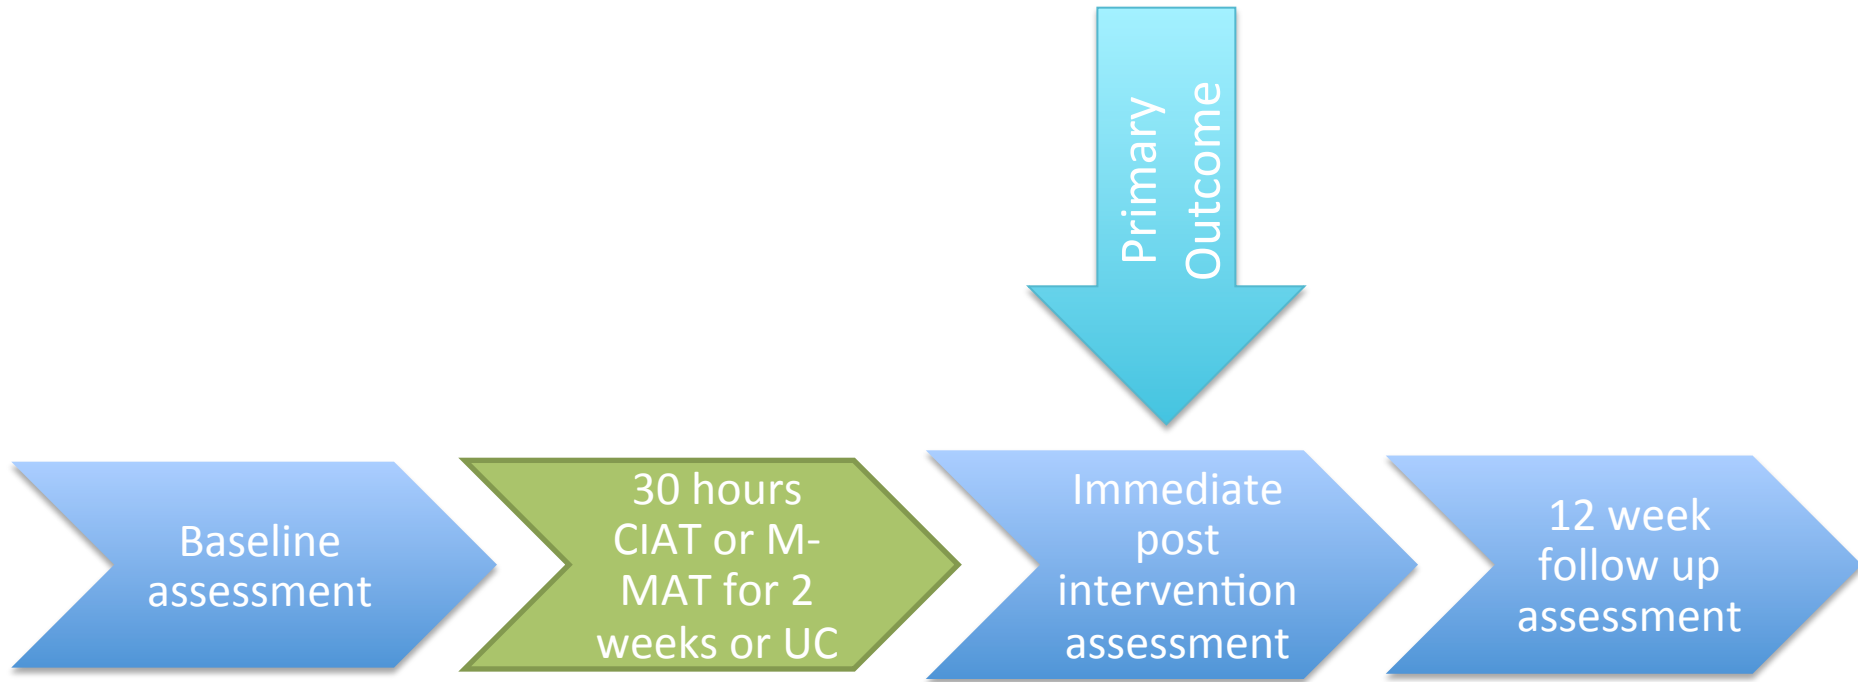 Primary
Outcome
Baseline
assessment
30 hours
CIAT or M-
MAT for 2
weeks or UC
Immediate
post
intervention
assessment
12 week
follow up
assessment